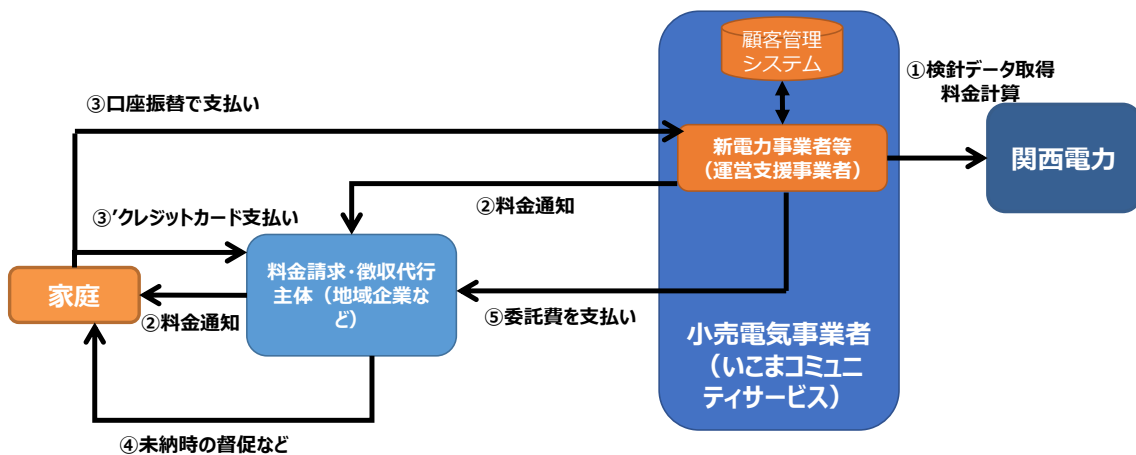 顧客管理
システム
①検針データ取得
料金計算
③口座振替で支払い
新電力事業者等
（運営支援事業者）
関西電力
②料金通知
③’クレジットカード支払い
料金請求・徴収代行
主体（地域企業な
ど）
家庭
②料金通知
⑤委託費を支払い
小売電気事業者
（いこまコミュニ
ティサービス）
④未納時の督促など